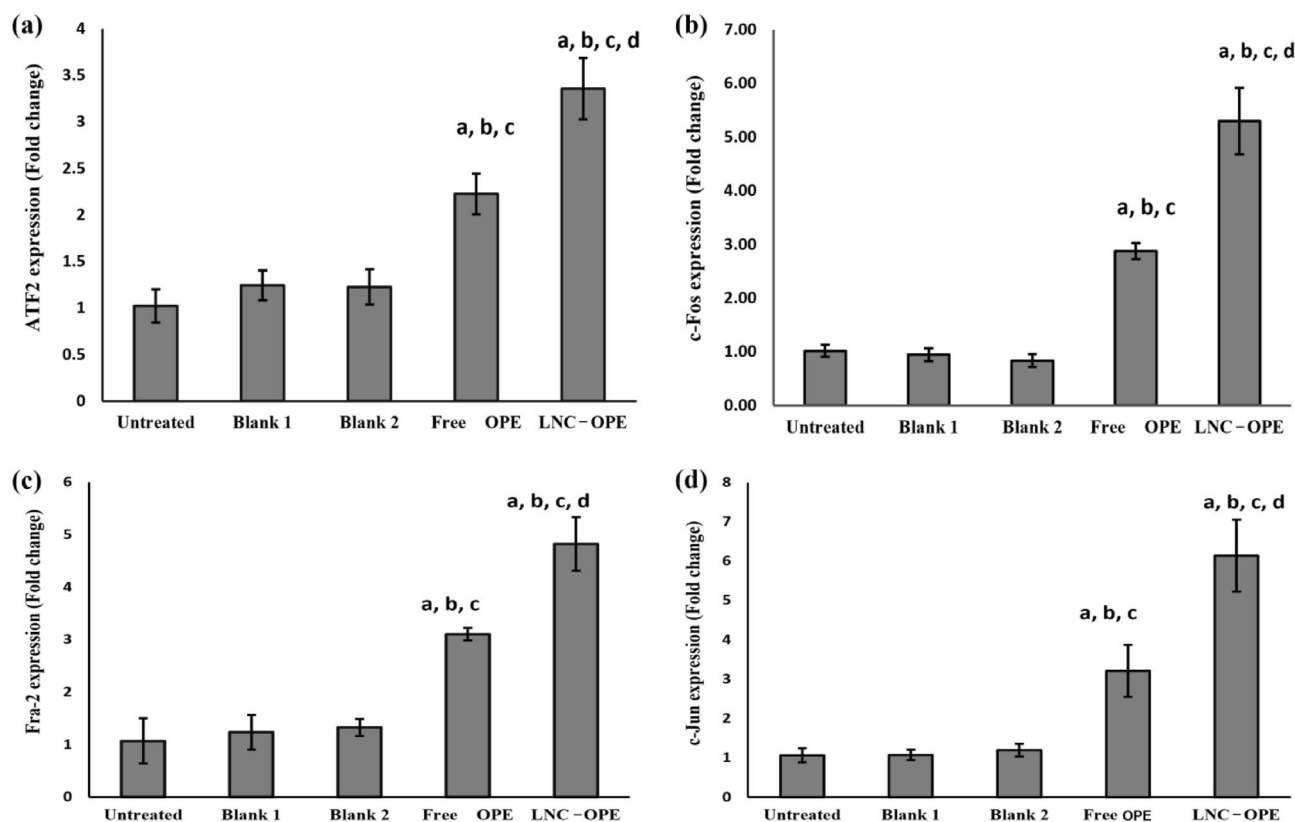 (a)
ATF2 expression (Fold change)
4
3.5
3
2.5
2
1.5
1
0.5
0
a, b, c
a, b, c, d
Untreated Blank 1 Blank 2 Free OPE LNC-OPE
(b)
c-Fos expression (Fold change)
7.00
6.00
5.00
4.00
3.00
2.00
1.00
0.00
a, b, c
a, b, c, d
Untreated Blank 1 Blank 2 Free OPE LNC-OPE
(c)
Fra-2 expression (Fold change)
6
5
4
3
2
1
0
a, b, c
a, b, c, d
Untreated Blank 1 Blank 2 Free OPE LNC-OPE
(d)
c-Jun expression (Fold change)
8
7
6
5
4
3
2
1
0
a, b, c
a, b, c, d
Untreated Blank 1 Blank 2 Free OPE LNC-OPE